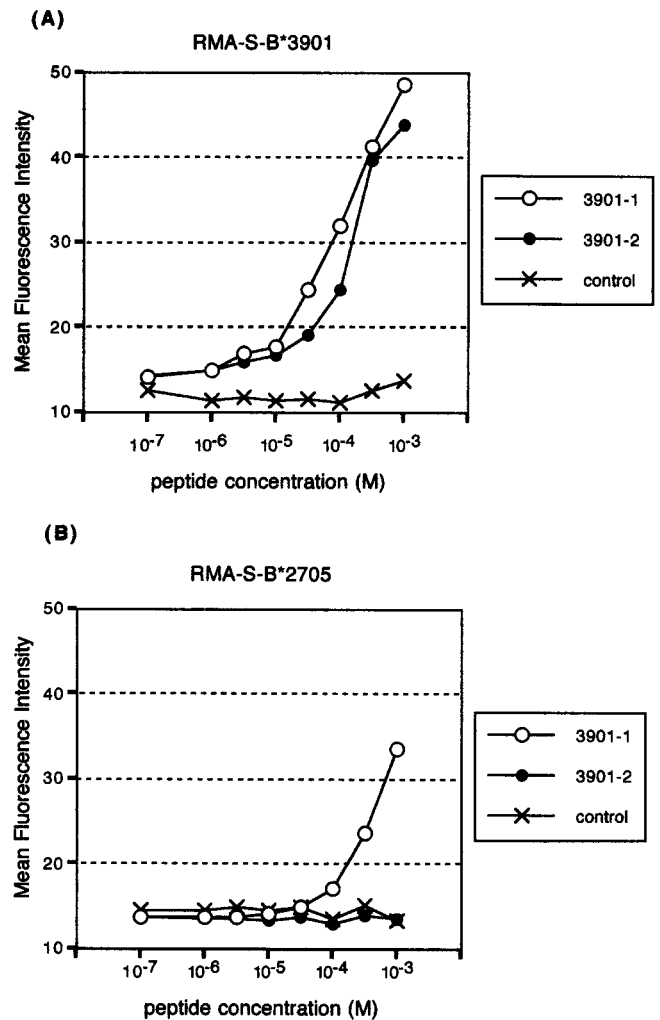 (A)
RMA-S-B*3901
Mean Fluorescence Intensity
50
40
30
20
10
10-7 10-6 10-5 10-4 10-3
peptide concentration (M)
3901-1
3901-2
control
(B)
RMA-S-B*2705
Mean Fluorescence Intensity
50
40
30
20
10
10-7 10-6 10-5 10-4 10-3
peptide concentration (M)
3901-1
3901-2
control